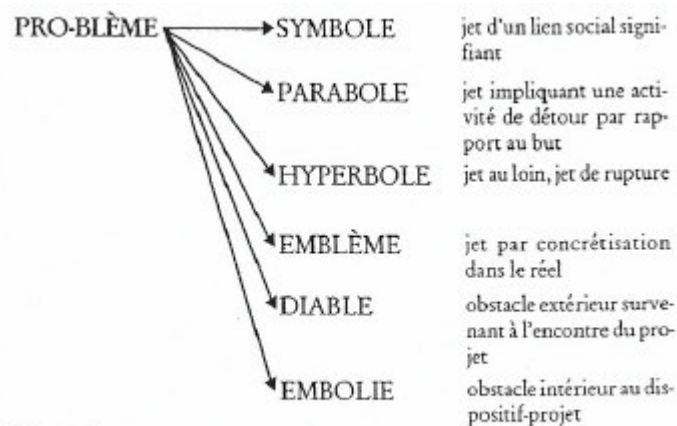 PRO-BLÈME
SYMBOLE
jet d'un lien social signi-
fiant
PARABOLE
jet impliquant une acti-
vité de détour par rap-
port au but
HYPERBOLE
jet au loin, jet de rupture
EMBLÈME
jet par concrétisation
dans le réel
DIABLE
obstacle extérieur surve-
nant à l'encontre du pro-
jet
EMBOLIE
obstacle intérieur au dis-
positif-projet